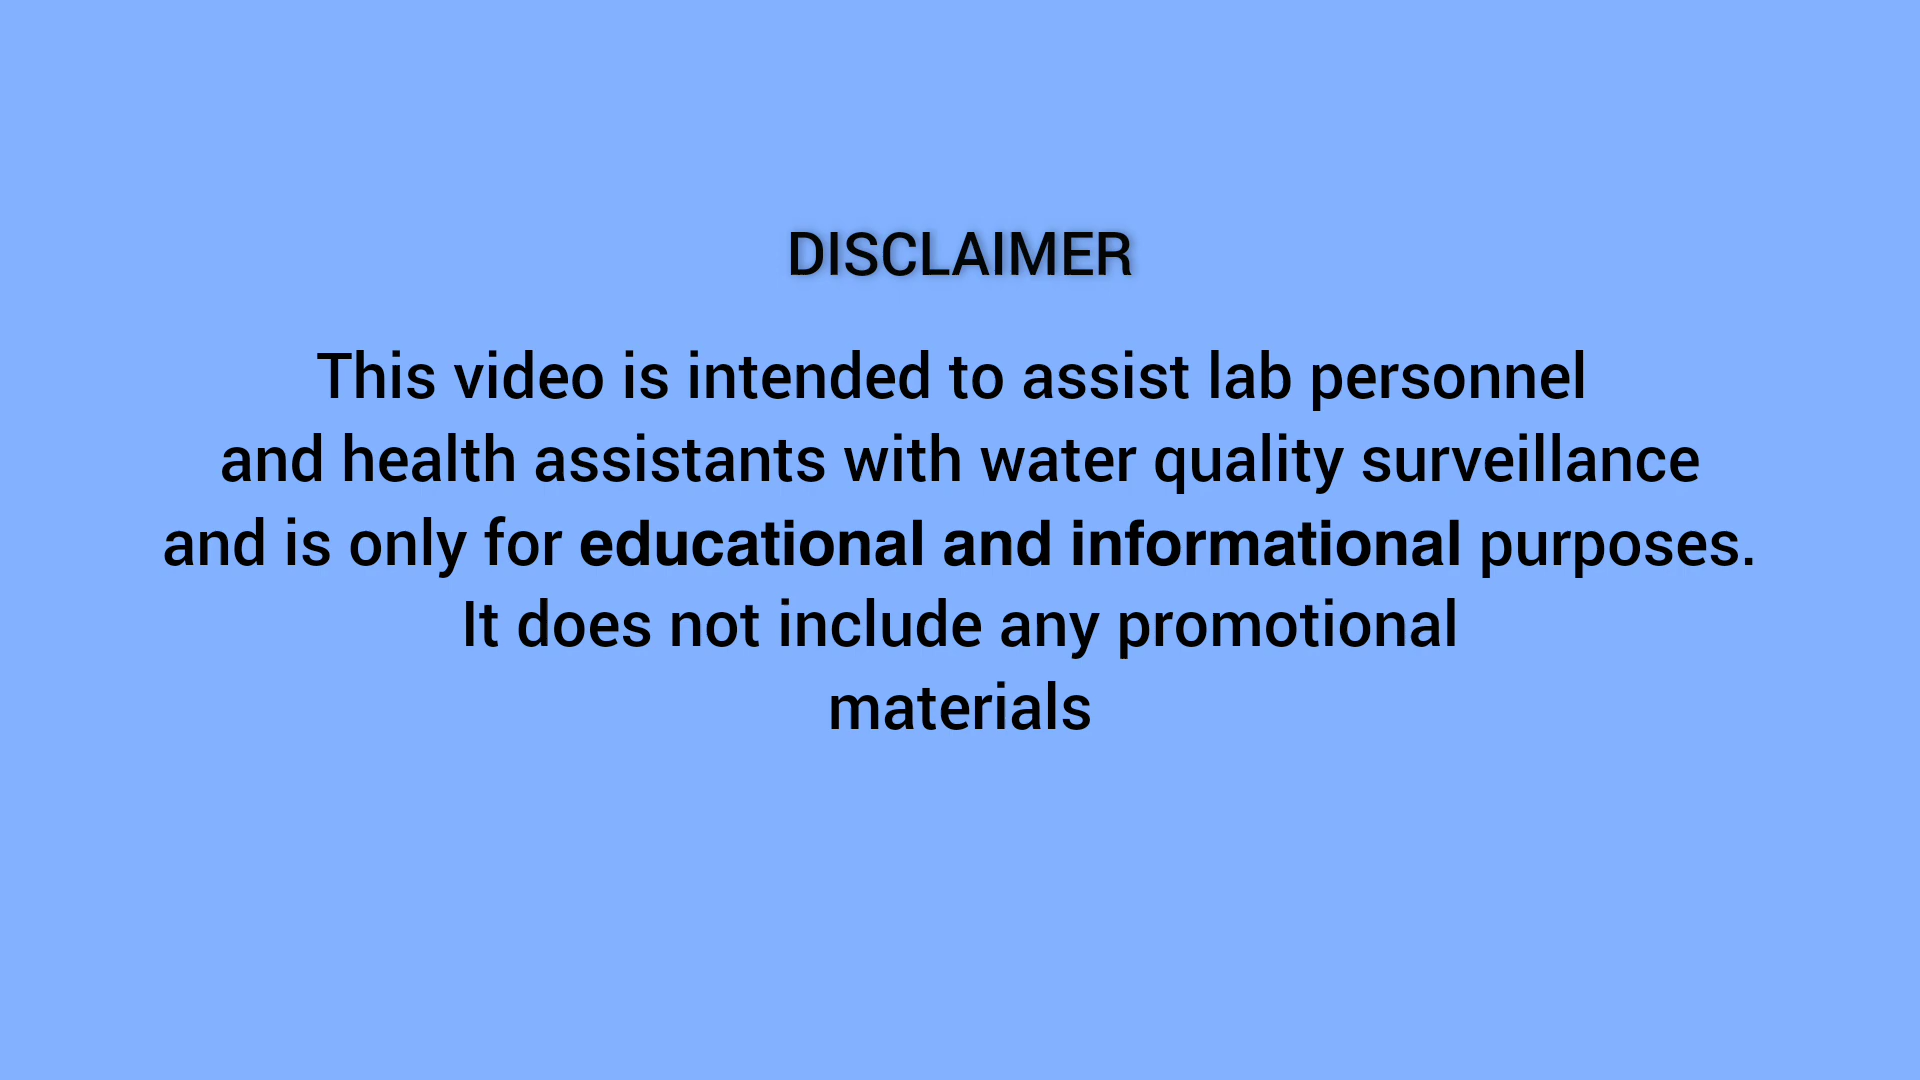 DISCLAIMER
This video is intended to assist lab personnel
and health assistants with water quality surveillance
and is only for educational and informational purposes.
It does not include any promotional
materials